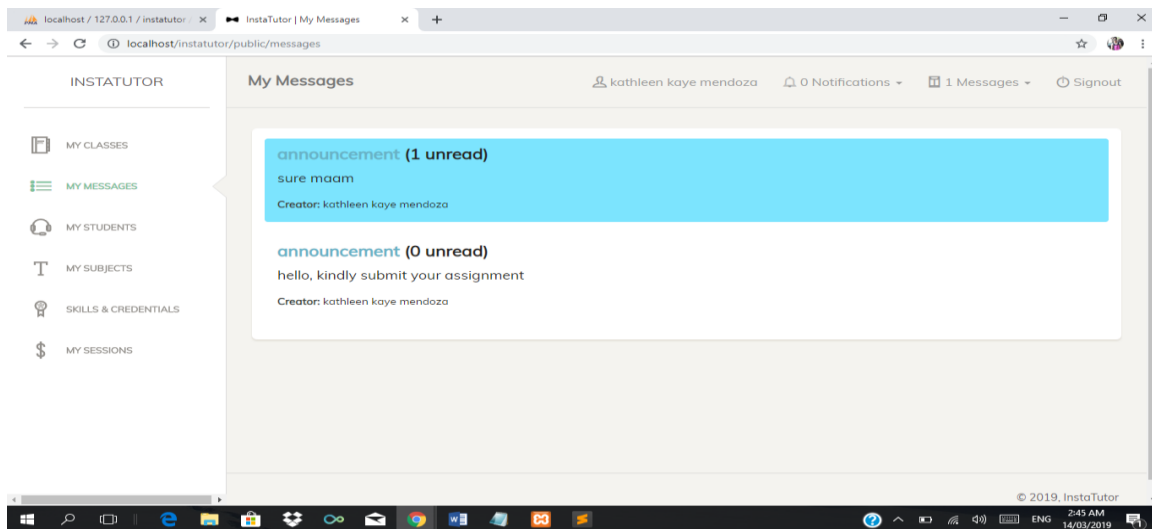 localhost / 127.0.0.1 / instatutor /
InstaTutor | My Messages
localhost/instatutor/public/messages
INSTATUTOR
My Messages
kathleen kaye mendoza
0 Notifications
1 Messages
Signout
MY CLASSES
MY MESSAGES
MY STUDENTS
MY SUBJECTS
SKILLS & CREDENTIALS
MY SESSIONS
announcement (1 unread)
sure maam
Creator: kathleen kaye mendoza
announcement (0 unread)
hello, kindly submit your assignment
Creator: kathleen kaye mendoza
© 2019, InstaTutor
ENG
2:45 AM
14/03/2019